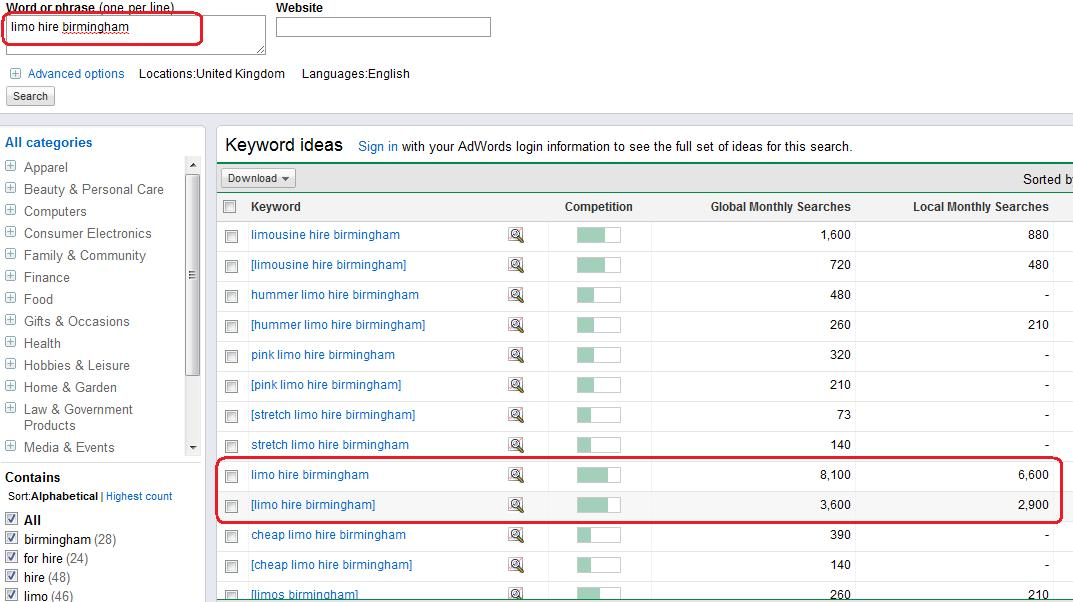 Word or phrase (one per line) Website
limo hire birmingham
Advanced options Locations:United Kingdom Languages:English
Search
All categories
Apparel
Beauty & Personal Care
Computers
Consumer Electronics
Family & Community
Finance
Food
Gifts & Occasions
Health
Hobbies & Leisure
Home & Garden
Law & Government
Products
Media & Events
Contains
Sort:Alphabetical | Highest count
All
birmingham (28)
for hire (24)
hire (48)
limo (46)
Keyword ideas Sign in with your AdWords login information to see the full set of ideas for this search.
Download Sorted b
Keyword Competition Global Monthly Searches Local Monthly Searches
limousine hire birmingham 1,600 880
[limousine hire birmingham] 720 480
hummer limo hire birmingham 480 -
[hummer limo hire birmingham] 260 210
pink limo hire birmingham 320 -
[pink limo hire birmingham] 210 -
[stretch limo hire birmingham] 73 -
stretch limo hire birmingham 140 -
limo hire birmingham 8,100 6,600
[limo hire birmingham] 3,600 2,900
cheap limo hire birmingham 390 -
[cheap limo hire birmingham] 140 -
[limos birmingham] 260 210